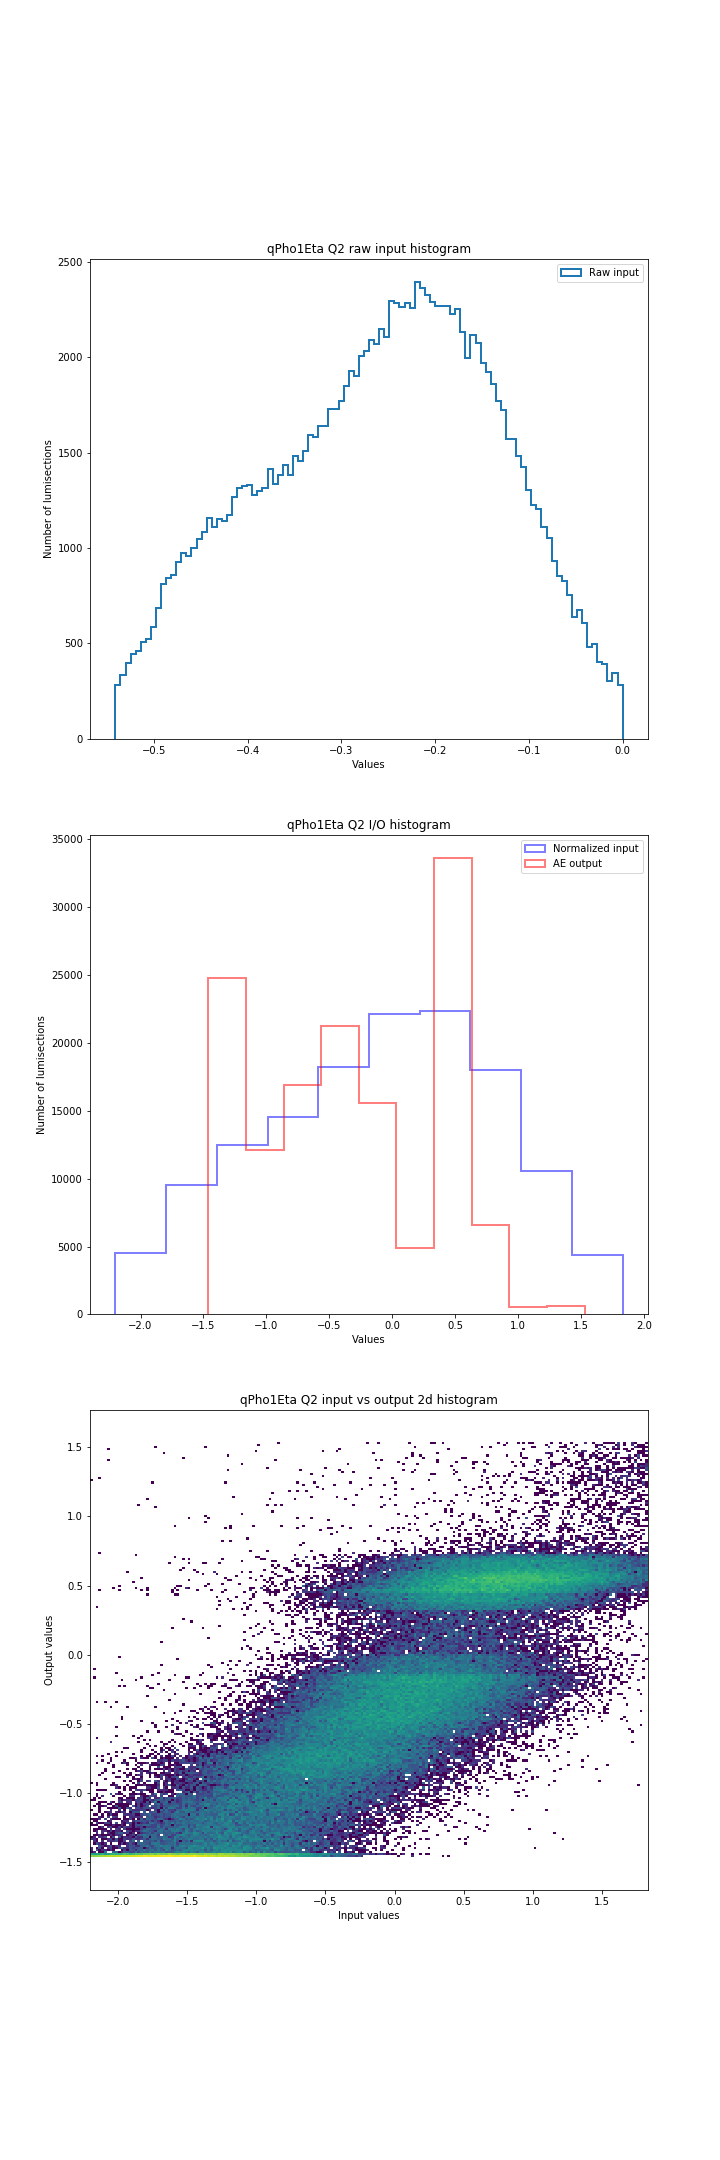 qPho1Eta Q2 raw input histogram
Raw input
2500
2000
1500
1000
500
0
Number of lumisections
−0.5 −0.4 −0.3 −0.2 −0.1 0.0
Values
qPho1Eta Q2 I/O histogram
Normalized input
AE output
35000
30000
25000
20000
15000
10000
5000
0
Number of lumisections
−2.0 −1.5 −1.0 −0.5 0.0 0.5 1.0 1.5 2.0
Values
qPho1Eta Q2 input vs output 2d histogram
1.5
1.0
0.5
0.0
−0.5
−1.0
−1.5
Output values
−2.0 −1.5 −1.0 −0.5 0.0 0.5 1.0 1.5
Input values